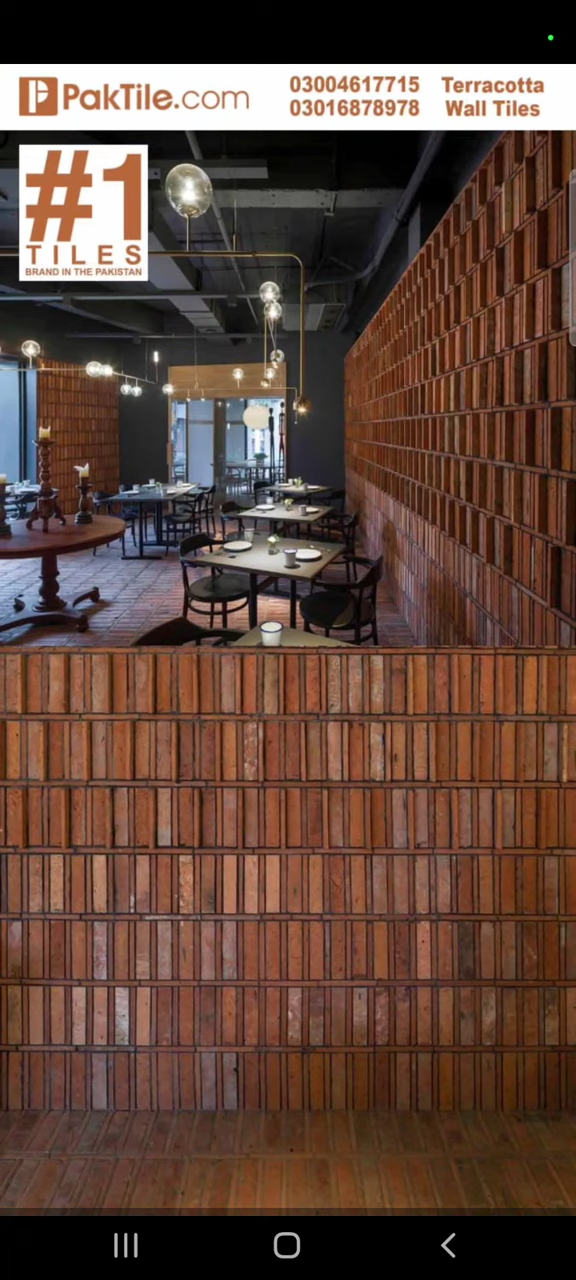 PakTile.com
03004617715
03016878978
Terracotta
Wall Tiles
#1
TILES
BRAND IN THE PAKISTAN